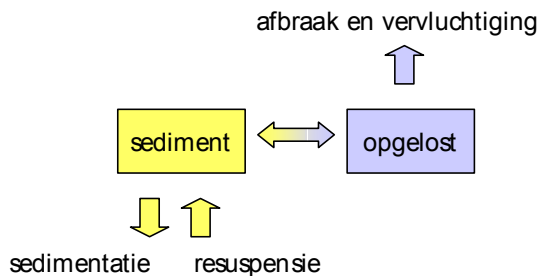 afbraak en vervluchtiging
sediment
opgelost
sedimentatie
resuspensie